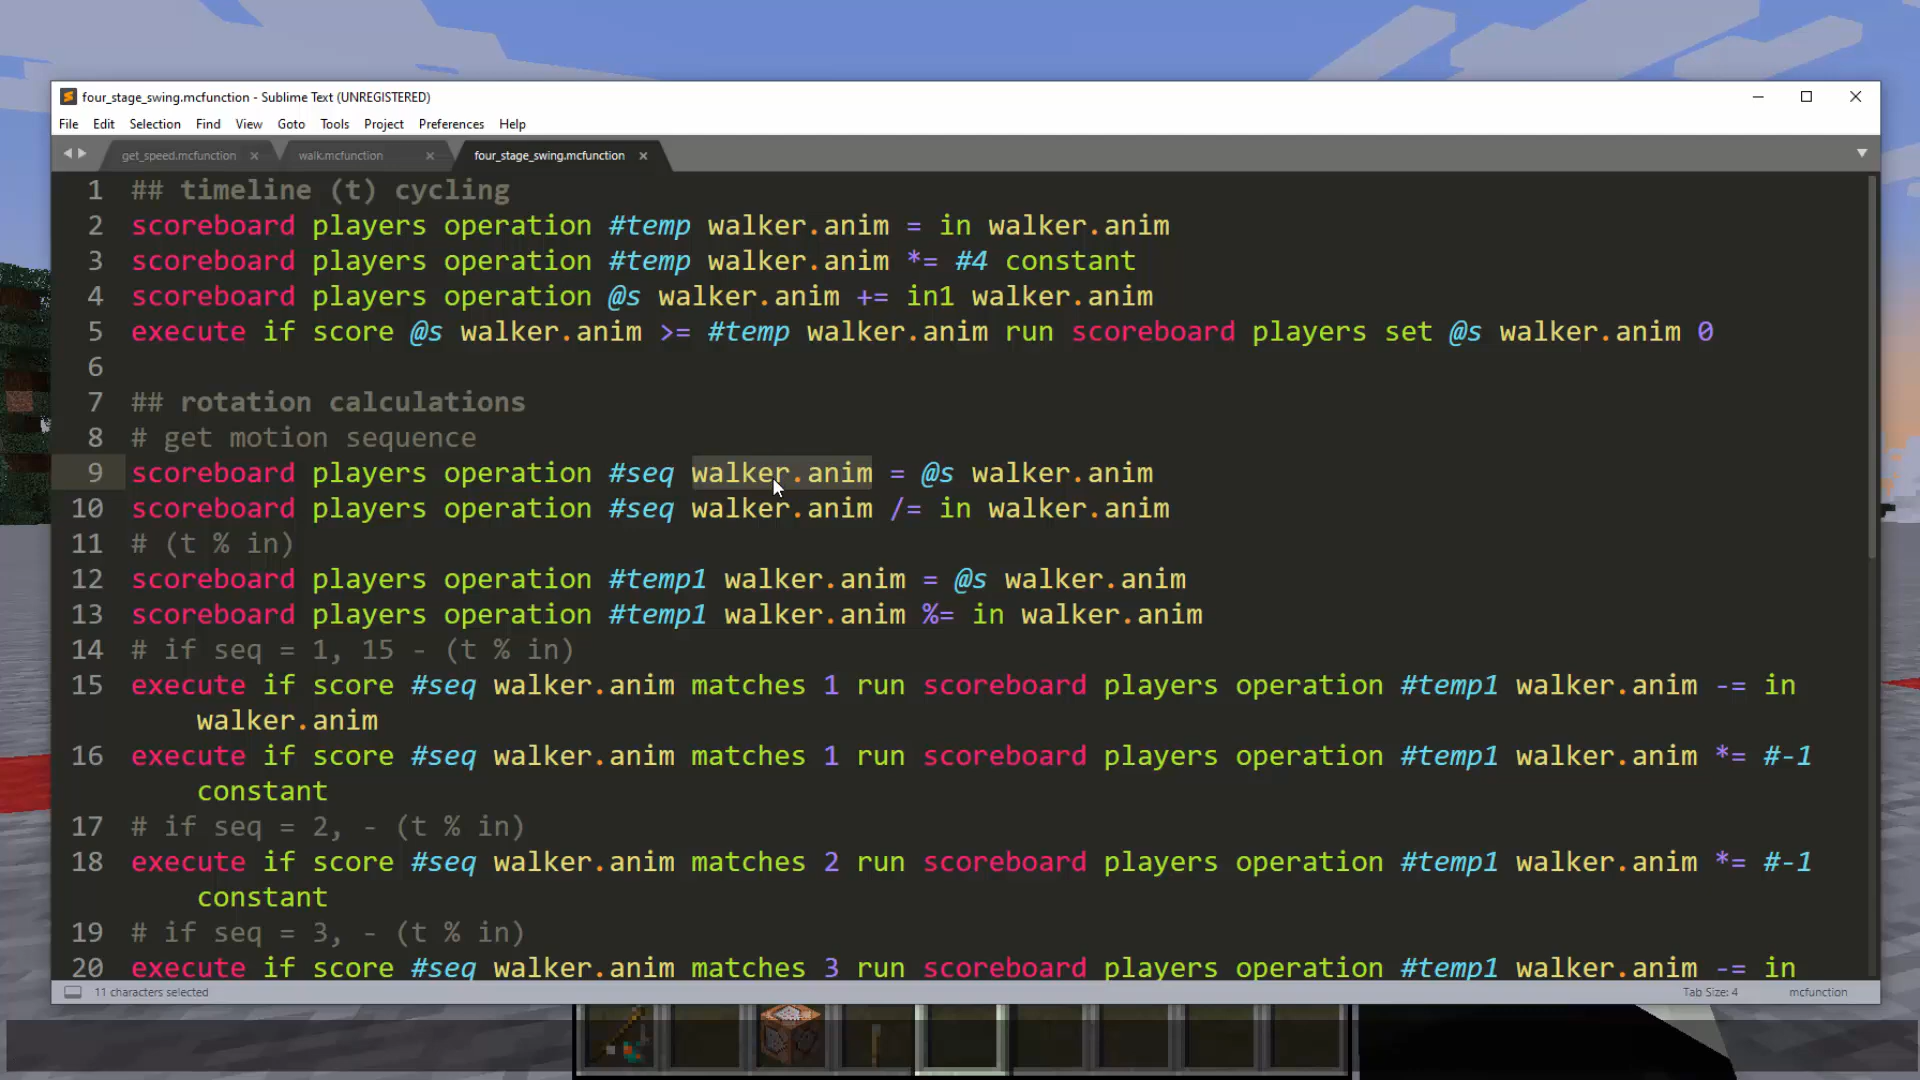 four_stage_swing.mcfunction - Sublime Text (UNREGISTERED)
File Edit Selection Find View Goto Tools Project Preferences Help
get_speed.mcfunction × walk.mcfunction × four_stage_swing.mcfunction ×
1 ## timeline (t) cycling
2 scoreboard players operation #temp walker.anim = in walker.anim
3 scoreboard players operation #temp walker.anim *= #4 constant
4 scoreboard players operation @s walker.anim += in1 walker.anim
5 execute if score @s walker.anim >= #temp walker.anim run scoreboard players set @s walker.anim 0
6
7 ## rotation calculations
8 # get motion sequence
9 scoreboard players operation #seq walker.anim = @s walker.anim
10 scoreboard players operation #seq walker.anim /= in walker.anim
11 # (t % in)
12 scoreboard players operation #temp1 walker.anim = @s walker.anim
13 scoreboard players operation #temp1 walker.anim %= in walker.anim
14 # if seq = 1, 15 - (t % in)
15 execute if score #seq walker.anim matches 1 run scoreboard players operation #temp1 walker.anim -= in
walker.anim
16 execute if score #seq walker.anim matches 1 run scoreboard players operation #temp1 walker.anim *= #-1
constant
17 # if seq = 2, - (t % in)
18 execute if score #seq walker.anim matches 2 run scoreboard players operation #temp1 walker.anim *= #-1
constant
19 # if seq = 3, - (t % in)
20 execute if score #seq walker.anim matches 3 run scoreboard players operation #temp1 walker.anim -= in
11 characters selected Tab Size: 4 mcfunction